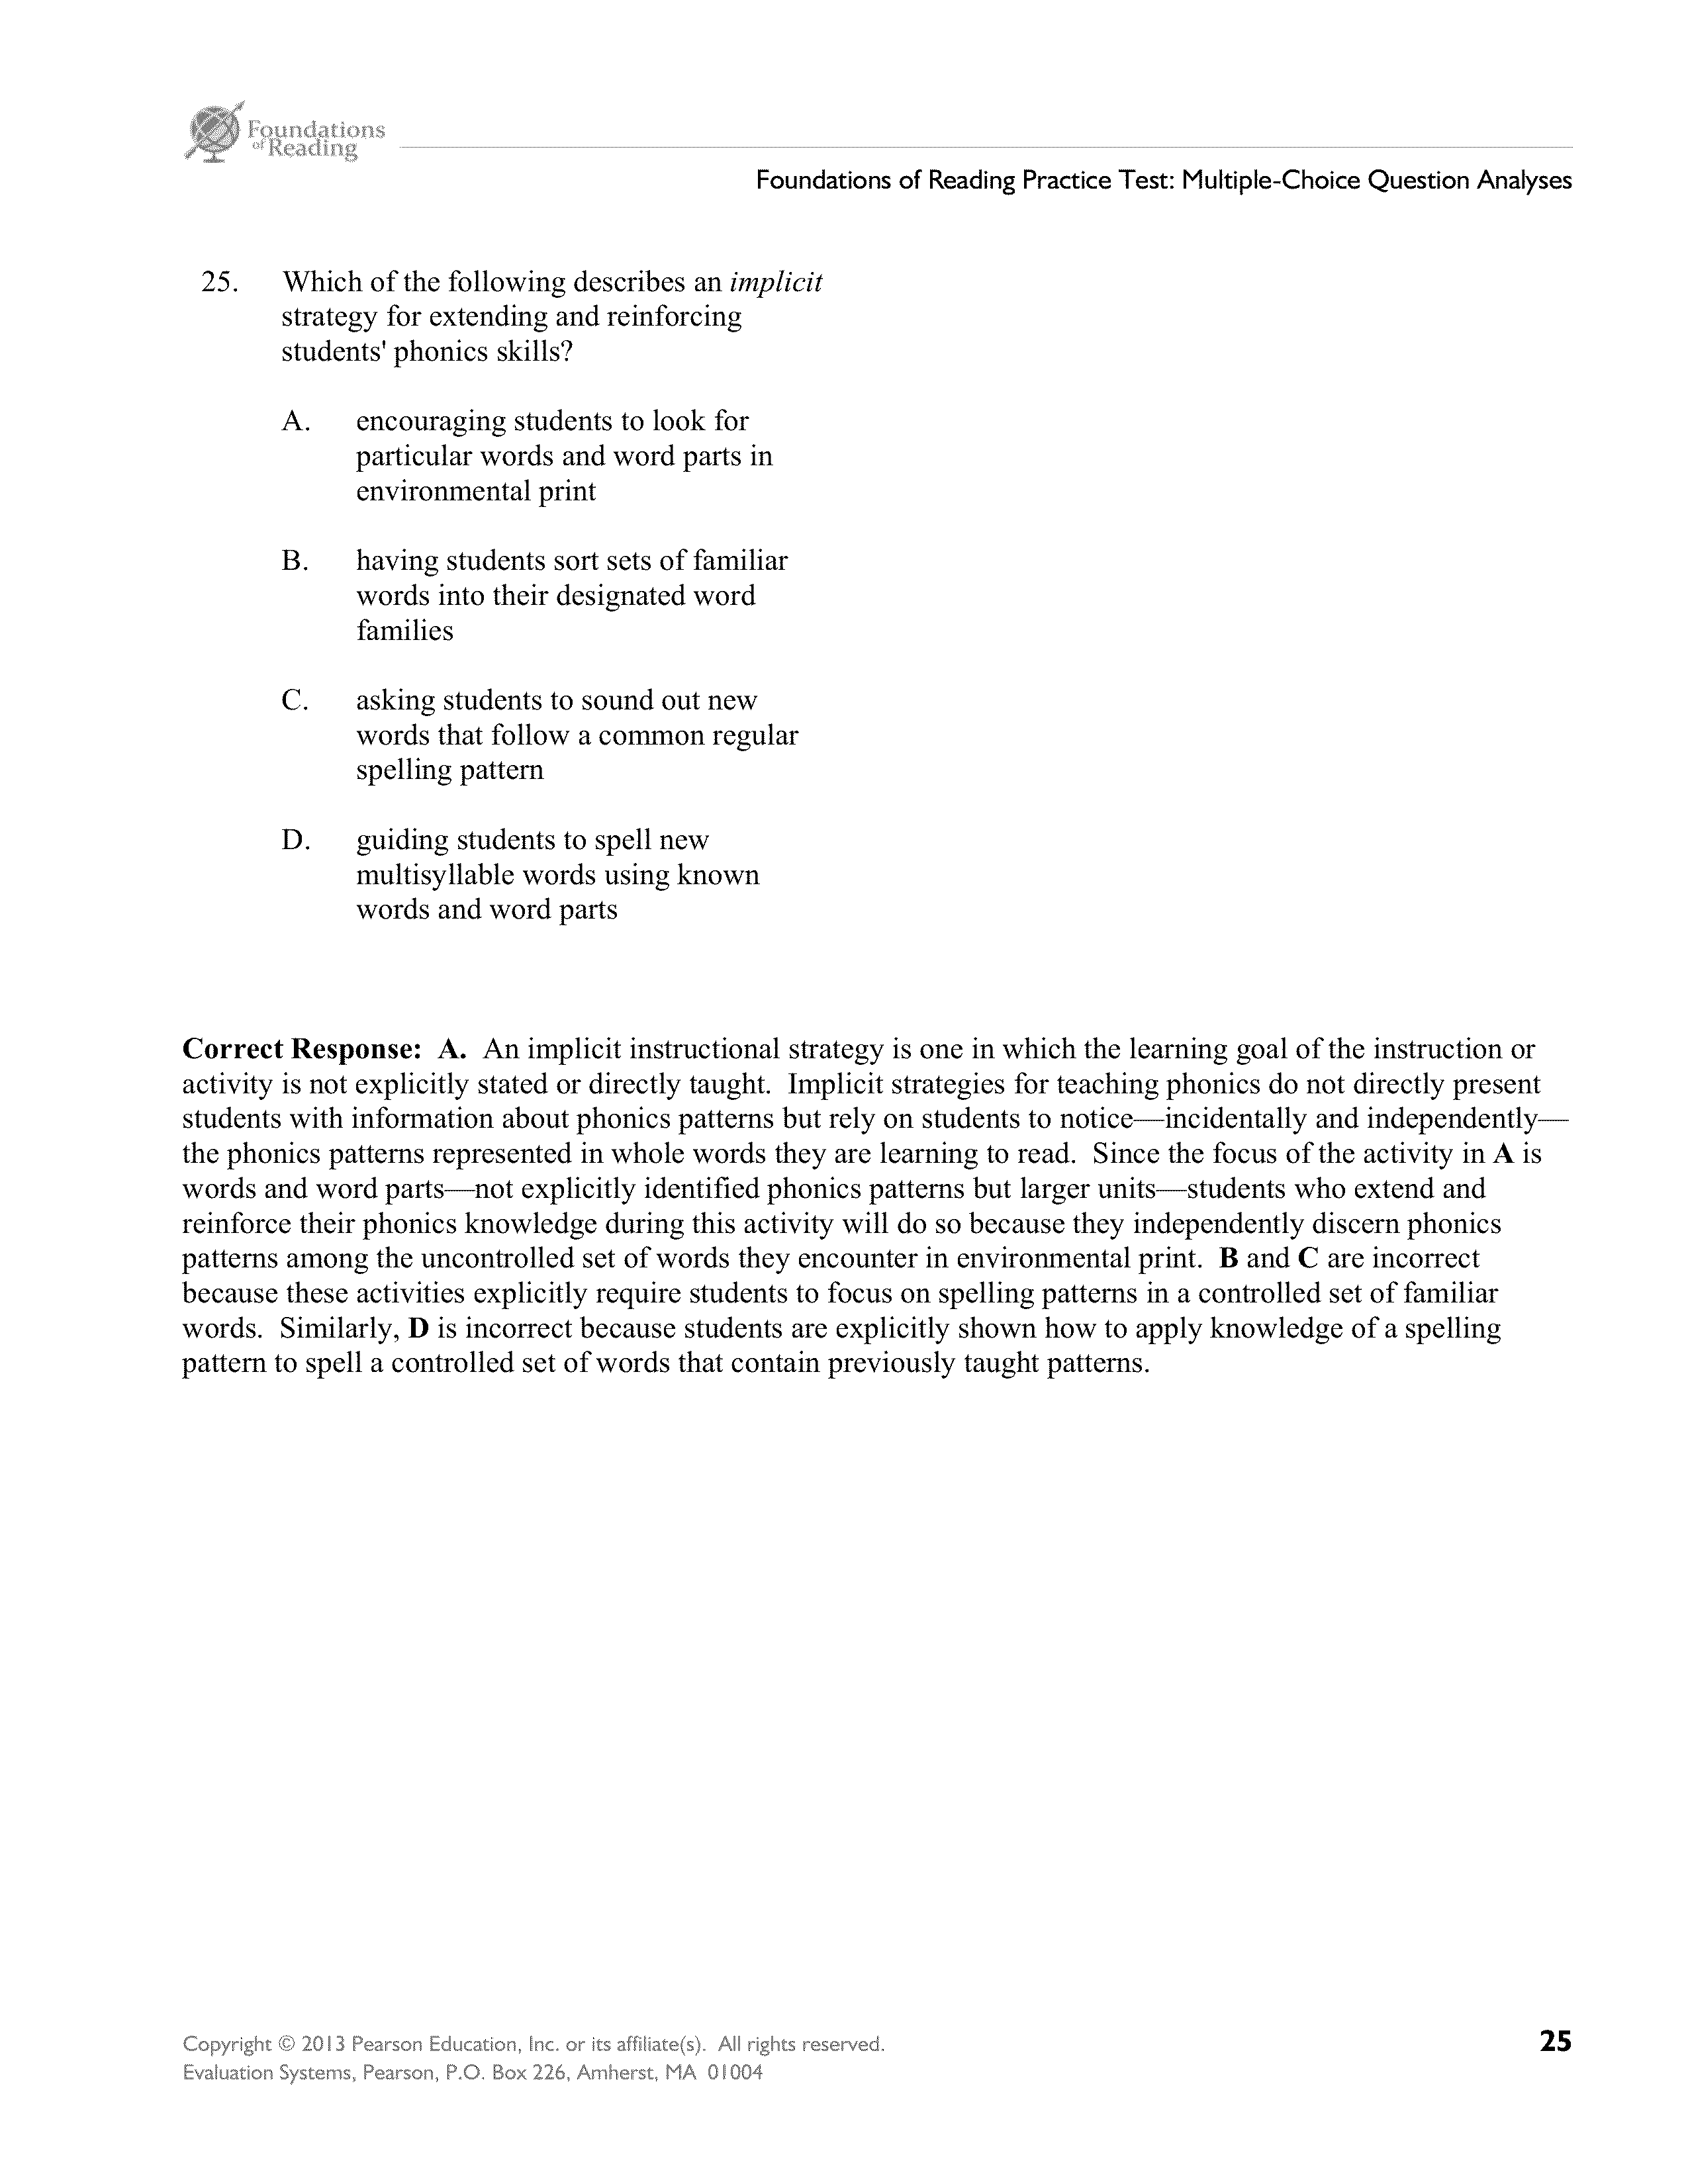 Foundations
of Reading
Foundations of Reading Practice Test: Multiple-Choice Question Analyses
25. Which of the following describes an implicit
strategy for extending and reinforcing
students' phonics skills?
A. encouraging students to look for
particular words and word parts in
environmental print
B. having students sort sets of familiar
words into their designated word
families
C. asking students to sound out new
words that follow a common regular
spelling pattern
D. guiding students to spell new
multisyllable words using known
words and word parts
Correct Response: A. An implicit instructional strategy is one in which the learning goal of the instruction or
activity is not explicitly stated or directly taught. Implicit strategies for teaching phonics do not directly present
students with information about phonics patterns but rely on students to notice—incidentally and independently—
the phonics patterns represented in whole words they are learning to read. Since the focus of the activity in A is
words and word parts—not explicitly identified phonics patterns but larger units—students who extend and
reinforce their phonics knowledge during this activity will do so because they independently discern phonics
patterns among the uncontrolled set of words they encounter in environmental print. B and C are incorrect
because these activities explicitly require students to focus on spelling patterns in a controlled set of familiar
words. Similarly, D is incorrect because students are explicitly shown how to apply knowledge of a spelling
pattern to spell a controlled set of words that contain previously taught patterns.
Copyright © 2013 Pearson Education, Inc. or its affiliate(s). All rights reserved.
Evaluation Systems, Pearson, P.O. Box 226, Amherst, MA 01004
25